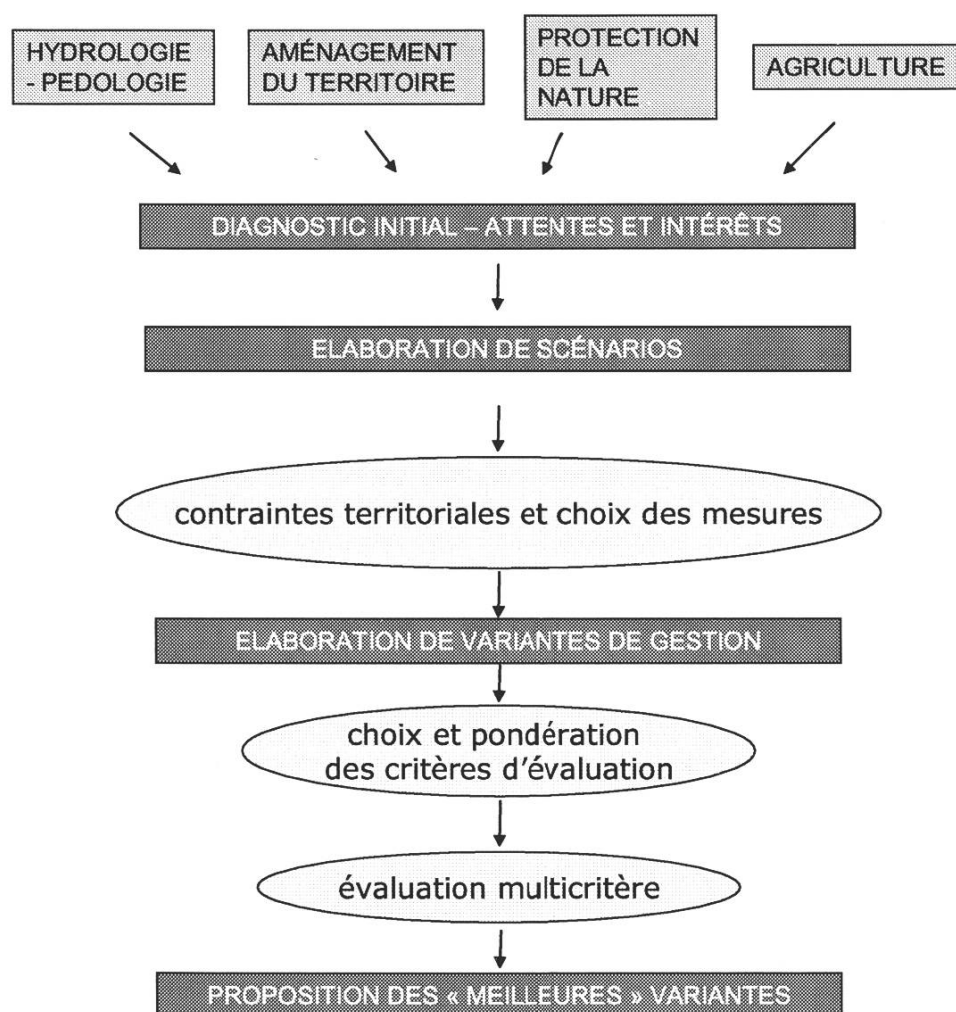 HYDROLOGIE
- PEDOLOGIE
AMÉNAGEMENT
DU TERRITOIRE
PROTECTION
DE LA
NATURE
AGRICULTURE
DIAGNOSTIC INITIAL – ATTENTES ET INTÉRÊTS
ELABORATION DE SCÉNARIOS
contraintes territoriales et choix des mesures
ELABORATION DE VARIANTES DE GESTION
choix et pondération
des critères d'évaluation
évaluation multicritère
PROPOSITION DES « MEILLEURES » VARIANTES